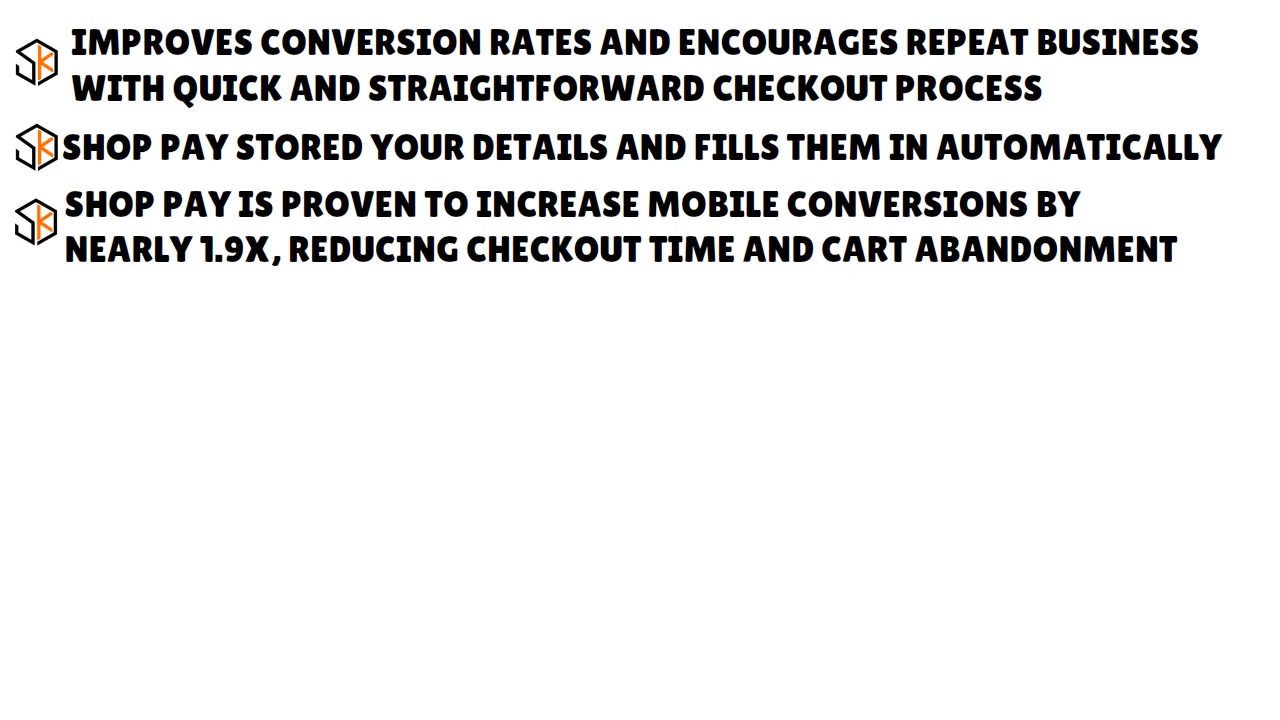 IMPROVES CONVERSION RATES AND ENCOURAGES REPEAT BUSINESS
WITH QUICK AND STRAIGHTFORWARD CHECKOUT PROCESS
SHOP PAY STORED YOUR DETAILS AND FILLS THEM IN AUTOMATICALLY
SHOP PAY IS PROVEN TO INCREASE MOBILE CONVERSIONS BY
NEARLY 1.9X, REDUCING CHECKOUT TIME AND CART ABANDONMENT